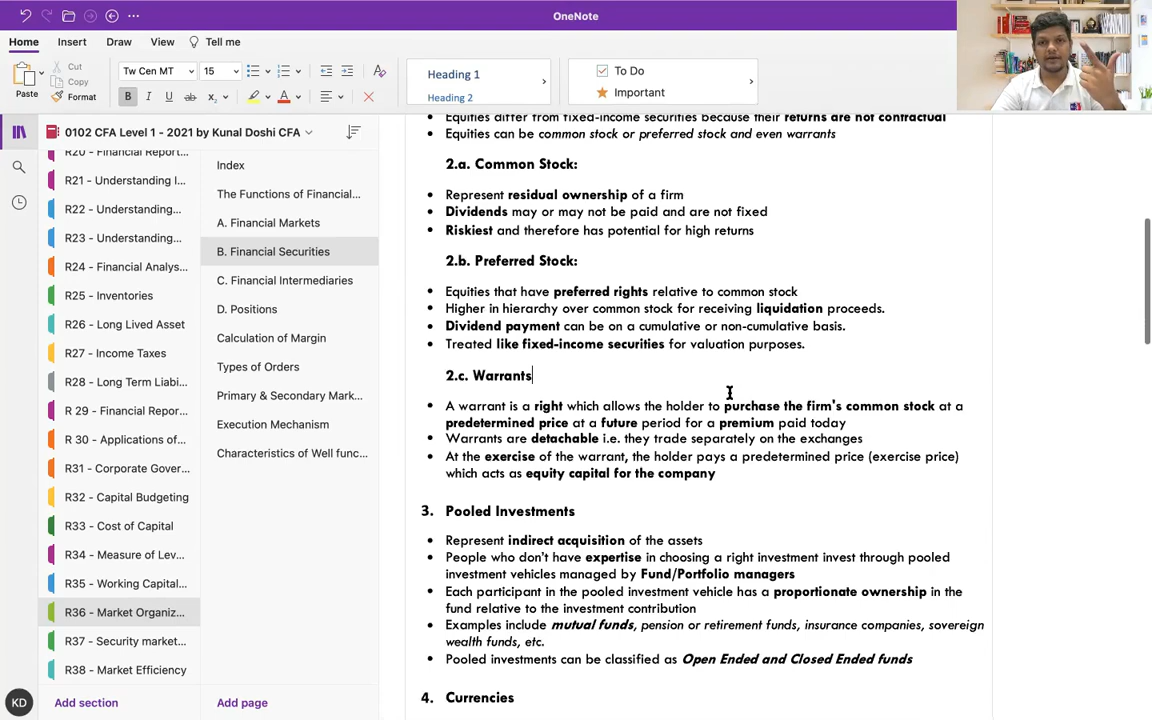 OneNote
Home Insert Draw View Tell me
Paste
Cut
Copy
Format
Tw Cen MT 15
B I U ab X₂ A
Heading 1
Heading 2
To Do
Important
0102 CFA Level 1 - 2021 by Kunal Doshi CFA
R20 - Financial Report...
R21 - Understanding I...
R22 - Understanding...
R23 - Understanding...
R24 - Financial Analys...
R25 - Inventories
R26 - Long Lived Asset
R27 - Income Taxes
R28 - Long Term Liabi...
R 29 - Financial Repor...
R 30 - Applications of...
R31 - Corporate Gover...
R32 - Capital Budgeting
R33 - Cost of Capital
R34 - Measure of Lev...
R35 - Working Capital...
R36 - Market Organiz...
R37 - Security market...
R38 - Market Efficiency
KD
Add section
Index
The Functions of Financial...
A. Financial Markets
B. Financial Securities
C. Financial Intermediaries
D. Positions
Calculation of Margin
Types of Orders
Primary & Secondary Mark...
Execution Mechanism
Characteristics of Well func...
Add page
Equities differ from fixed-income securities because their returns are not contractual
• Equities can be common stock or preferred stock and even warrants
2.a. Common Stock:
• Represent residual ownership of a firm
• Dividends may or may not be paid and are not fixed
• Riskiest and therefore has potential for high returns
2.b. Preferred Stock:
• Equities that have preferred rights relative to common stock
• Higher in hierarchy over common stock for receiving liquidation proceeds.
• Dividend payment can be on a cumulative or non-cumulative basis.
• Treated like fixed-income securities for valuation purposes.
2.c. Warrants
• A warrant is a right which allows the holder to purchase the firm's common stock at a
predetermined price at a future period for a premium paid today
• Warrants are detachable i.e. they trade separately on the exchanges
• At the exercise of the warrant, the holder pays a predetermined price (exercise price)
which acts as equity capital for the company
3. Pooled Investments
• Represent indirect acquisition of the assets
• People who don't have expertise in choosing a right investment invest through pooled
investment vehicles managed by Fund/Portfolio managers
• Each participant in the pooled investment vehicle has a proportionate ownership in the
fund relative to the investment contribution
• Examples include mutual funds, pension or retirement funds, insurance companies, sovereign
wealth funds, etc.
• Pooled investments can be classified as Open Ended and Closed Ended funds
4. Currencies